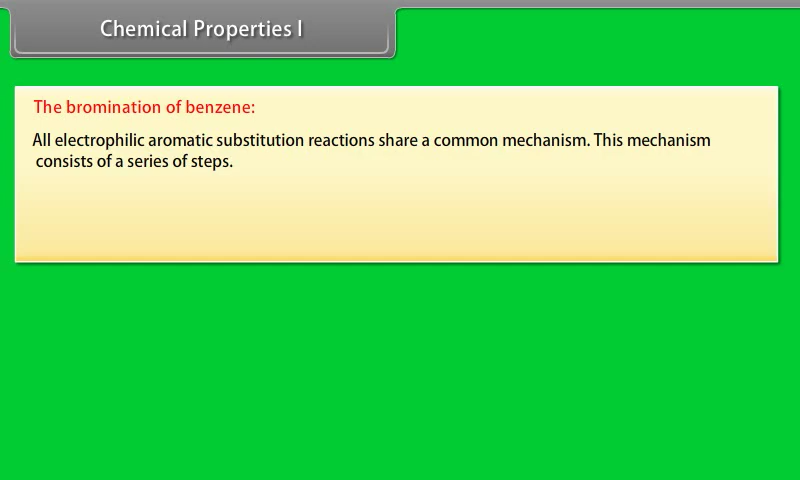 Chemical Properties I
The bromination of benzene:
All electrophilic aromatic substitution reactions share a common mechanism. This mechanism
consists of a series of steps.